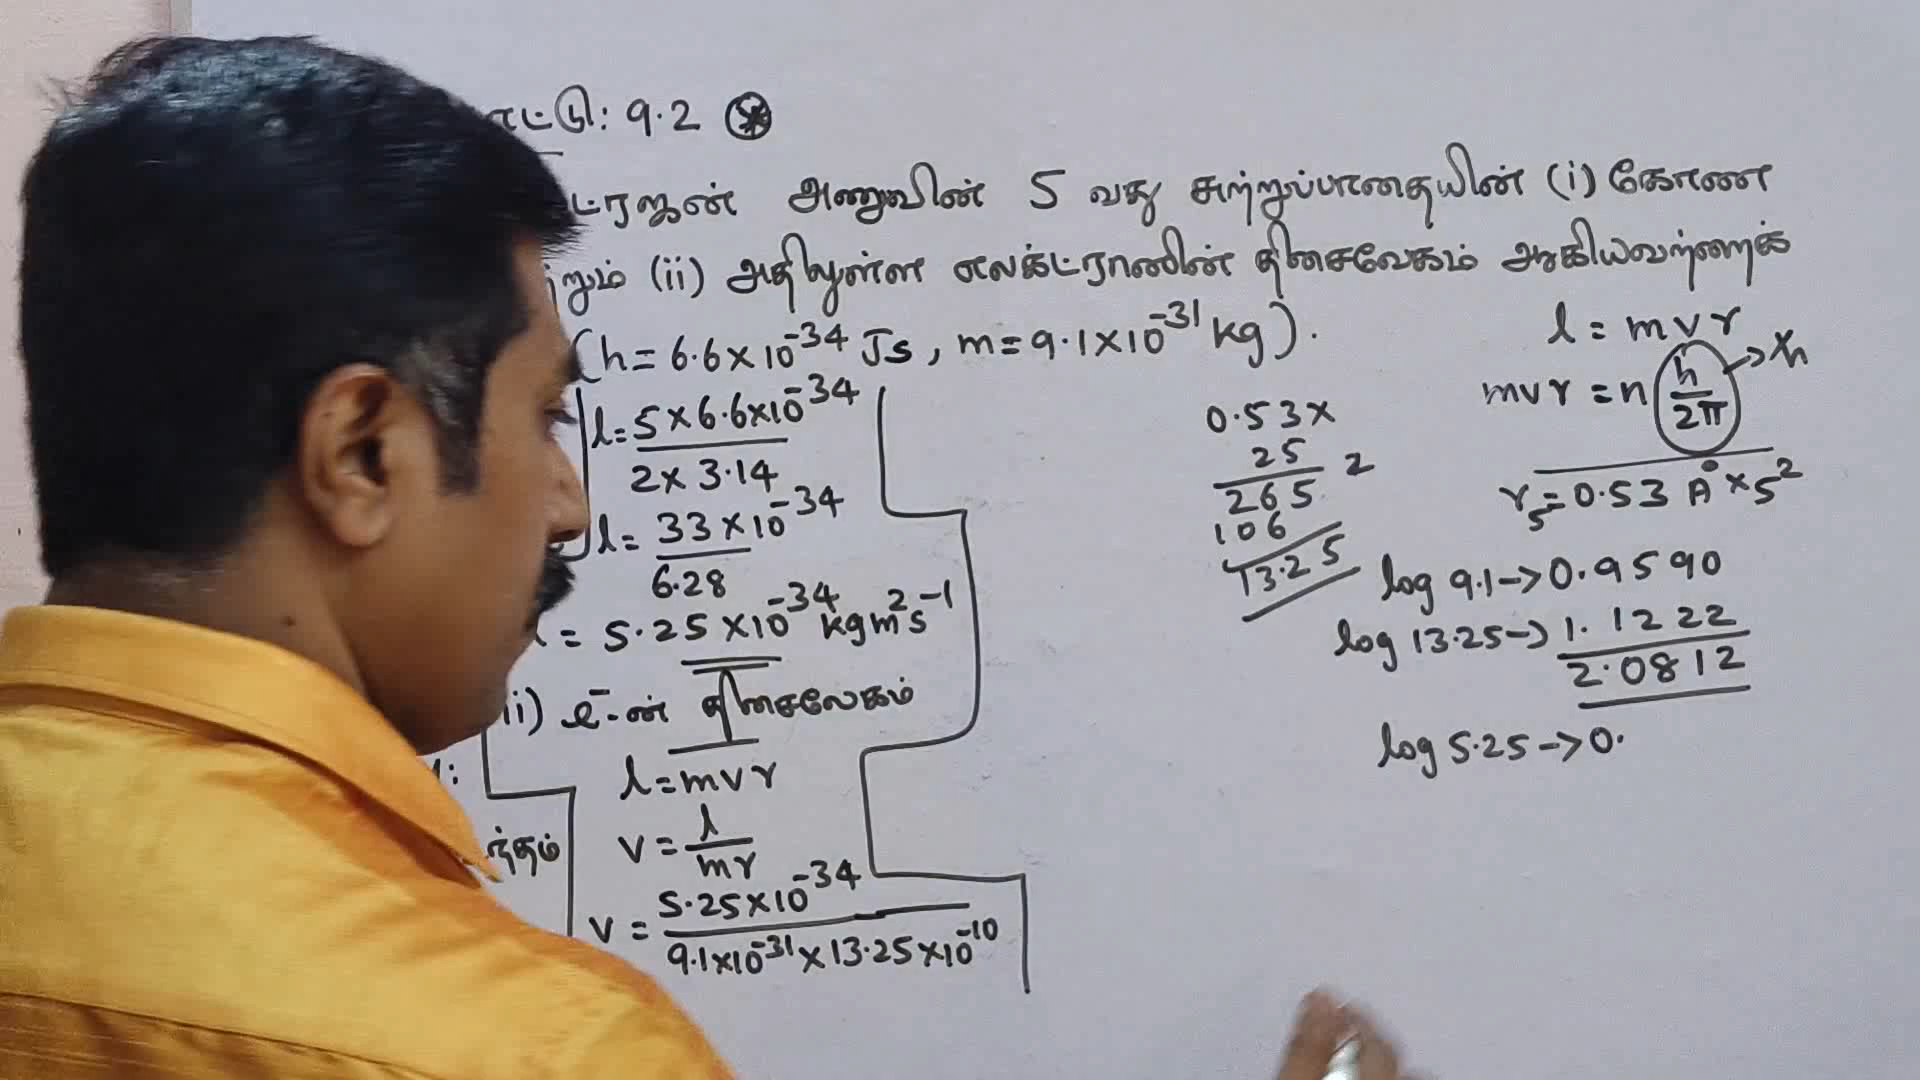 ட்டு: 9.2
ட்ரஜன் அணுவின் 5 வது சுற்றுப்பாதையின் (i) கோண
ற்றும் (ii) அதிலுள்ள எலக்ட்ரானின் திசைவேகம் ஆகியவற்றைக்
(h = 6.6 × 10⁻³⁴ Js, m = 9.1 × 10⁻³¹ kg).
l = 5 × 6.6 × 10⁻³⁴
2 × 3.14
l = 33 × 10⁻³⁴
6.28
= 5.25 × 10⁻³⁴ kg m² s⁻¹
ii) e⁻-ன் திசைவேகம்
l = mvr
v = l
mr
ந்தம்
v = 5.25 × 10⁻³⁴
9.1 × 10⁻³¹ × 13.25 × 10⁻¹⁰
0.53 ×
25
265 2
106
13.25
l = mvr
mvr = n h
2π
r₅ = 0.53 A° × 5²
log 9.1 → 0.9590
log 13.25 → 1.1222
2.0812
log 5.25 → 0.